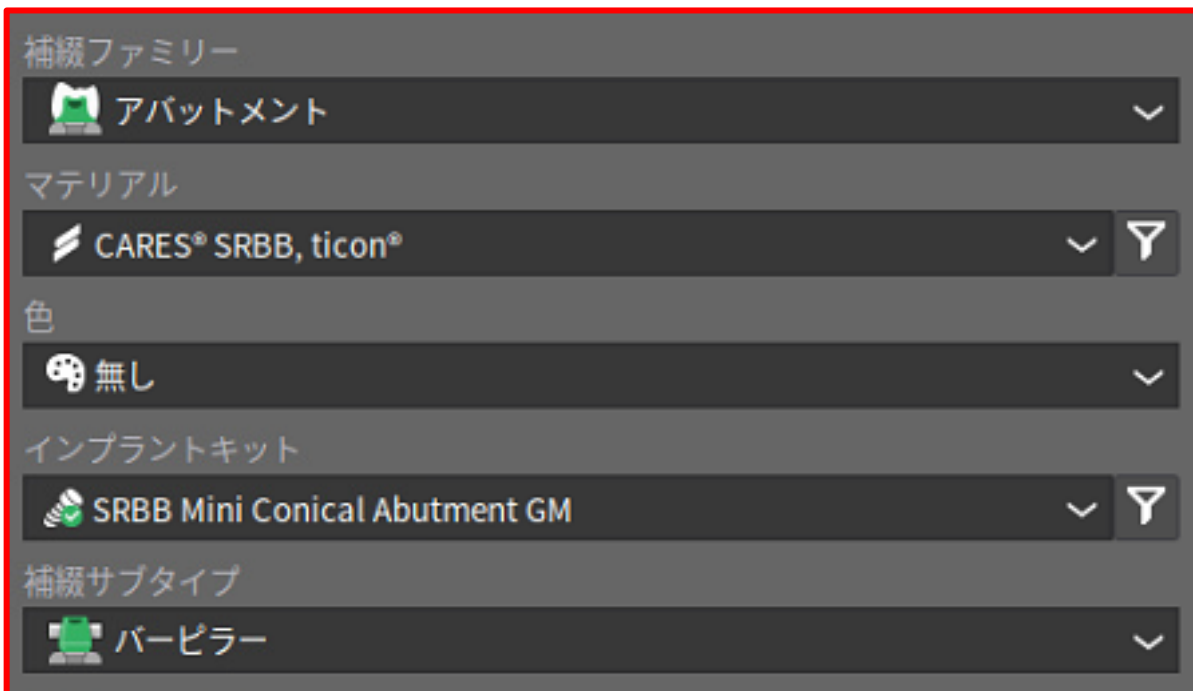 補綴ファミリー
アバットメント
マテリアル
CARES® SRBB, ticon®
色
無し
インプラントキット
SRBB Mini Conical Abutment GM
補綴サブタイプ
バーピラー